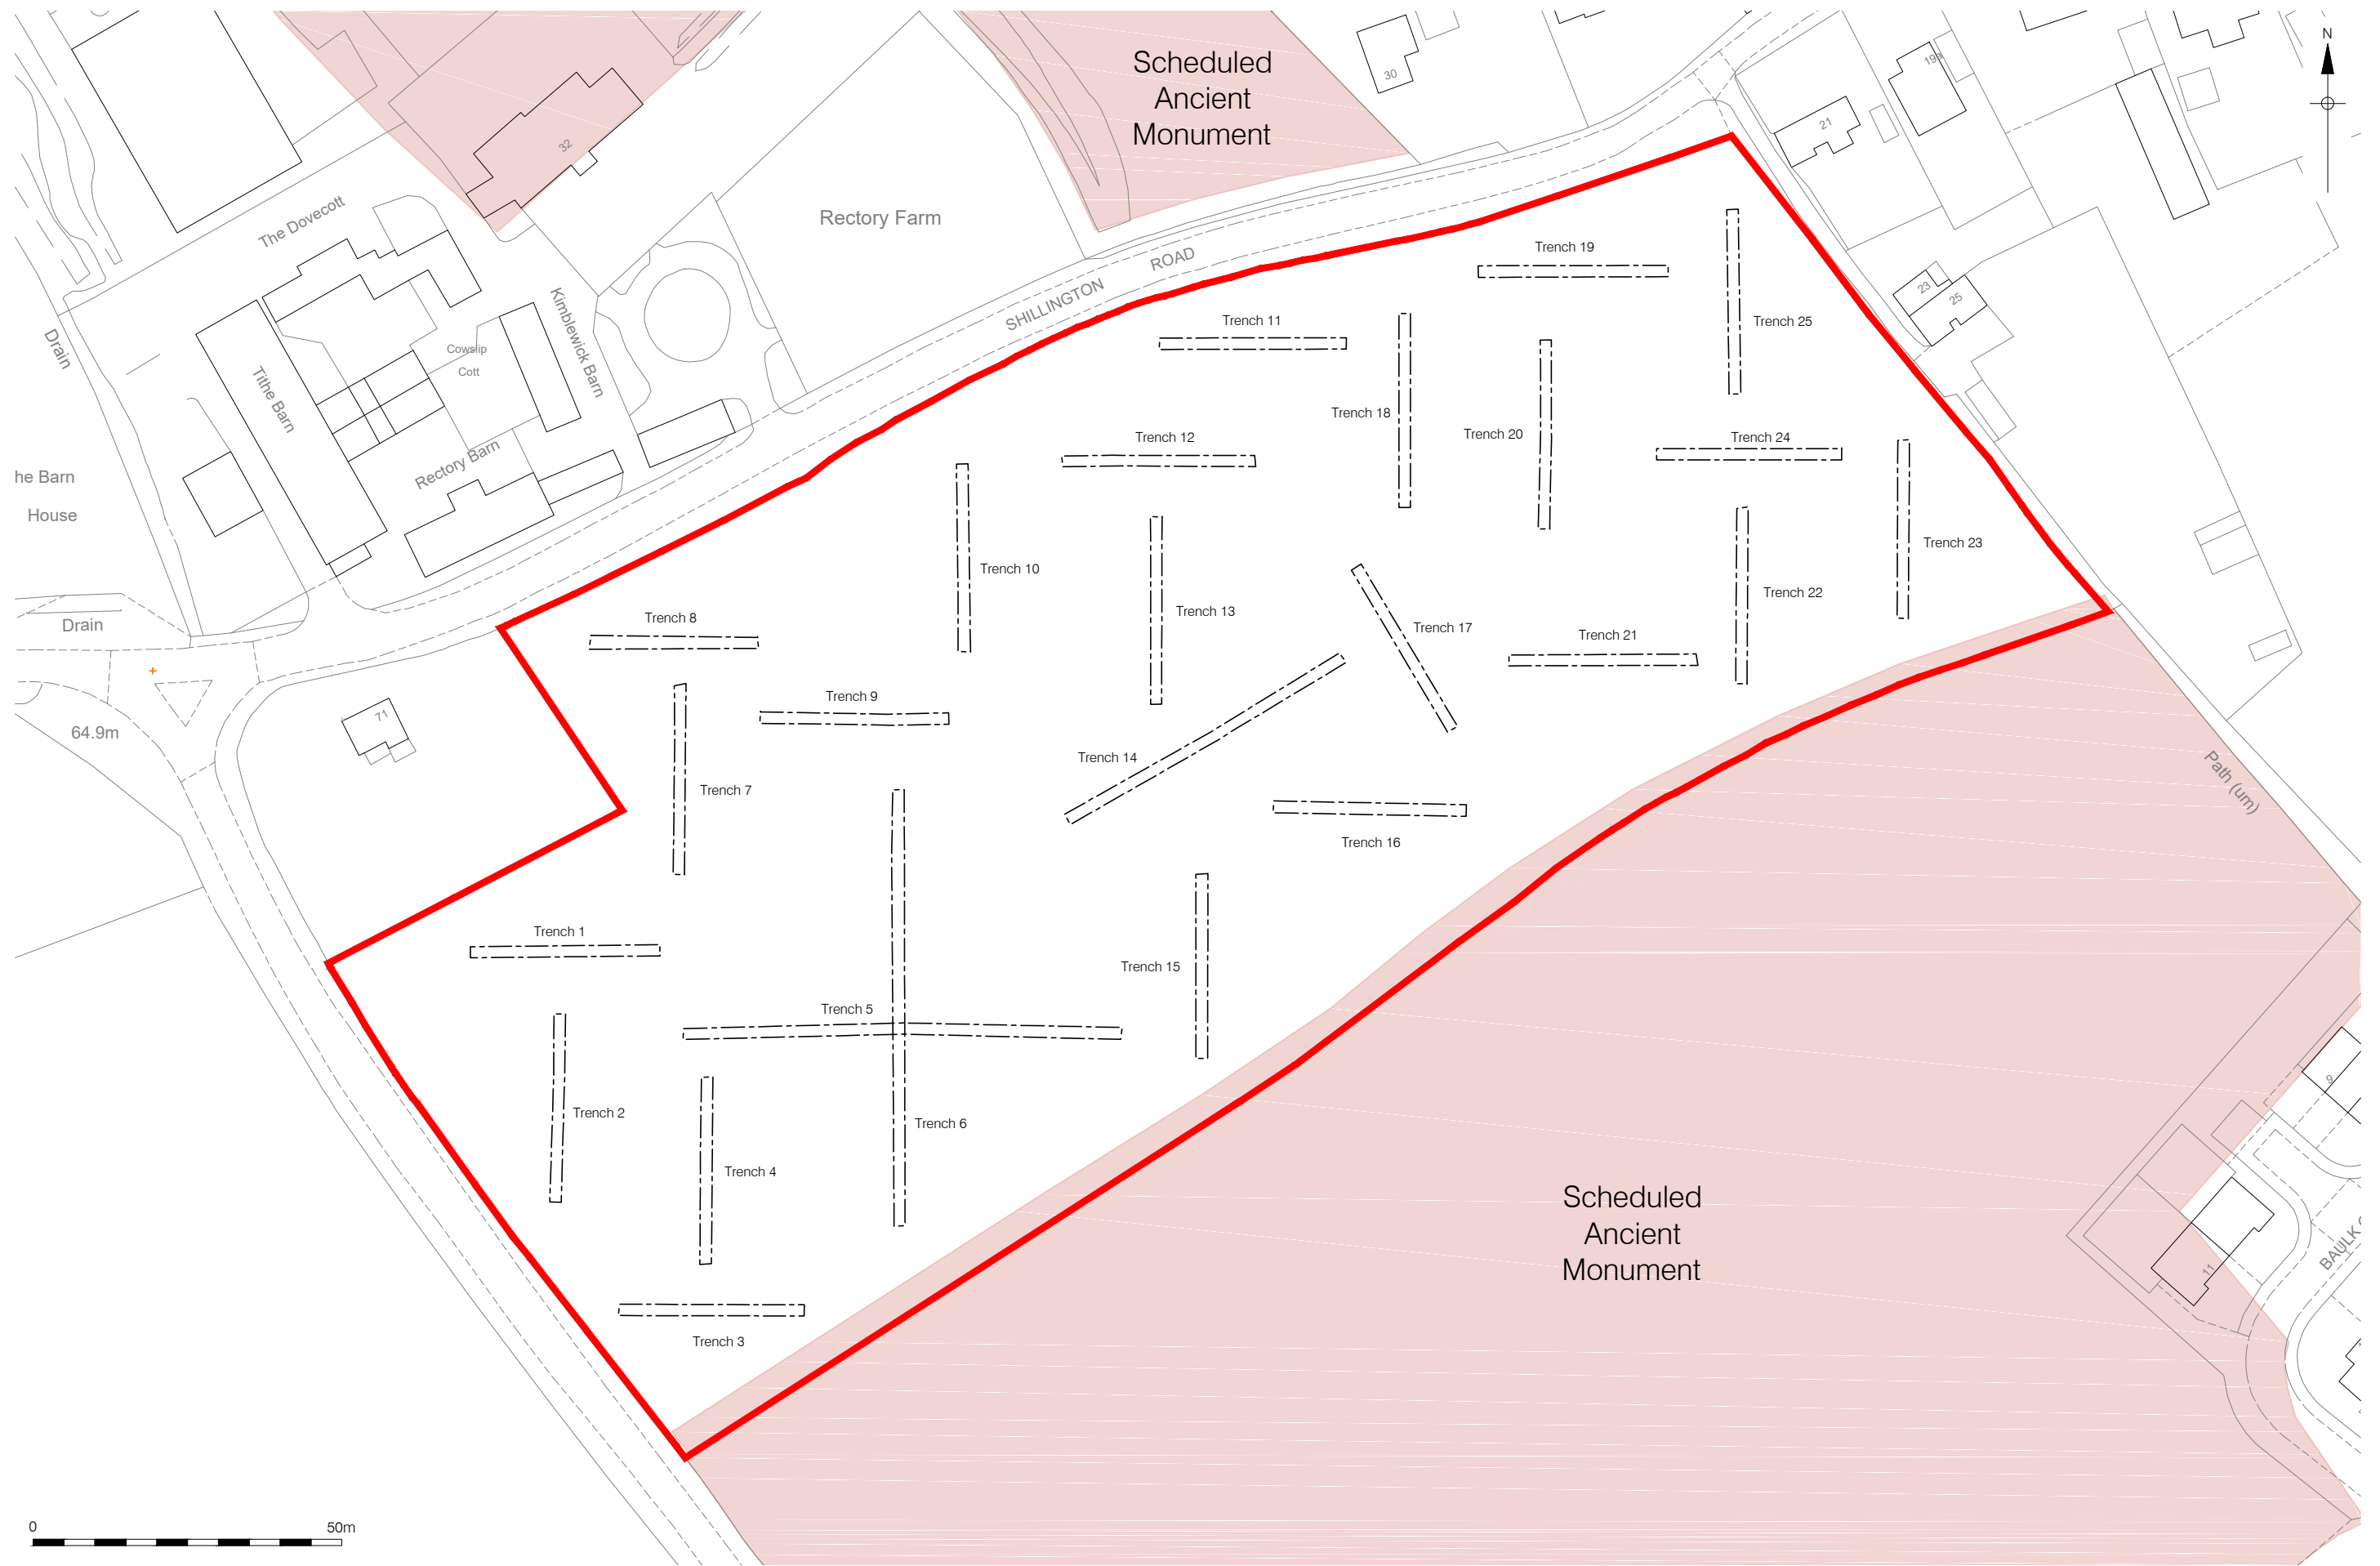 Scheduled
Ancient
Monument
N
30
19a
21
32
The Dovecott
Rectory Farm
SHILLINGTON
ROAD
23
25
Drain
Tithe Barn
Cowslip
Cott
Kimblewick Barn
Rectory Barn
he Barn
House
Drain
64.9m
71
Trench 19
Trench 25
Trench 11
Trench 18
Trench 20
Trench 12
Trench 24
Trench 10
Trench 23
Trench 13
Trench 22
Trench 8
Trench 17
Trench 21
Trench 9
Trench 14
Trench 7
Trench 16
Path (um)
Trench 1
Trench 15
Trench 5
Trench 2
Trench 6
Trench 4
Trench 3
Scheduled
Ancient
Monument
9
11
BAULK
0
50m